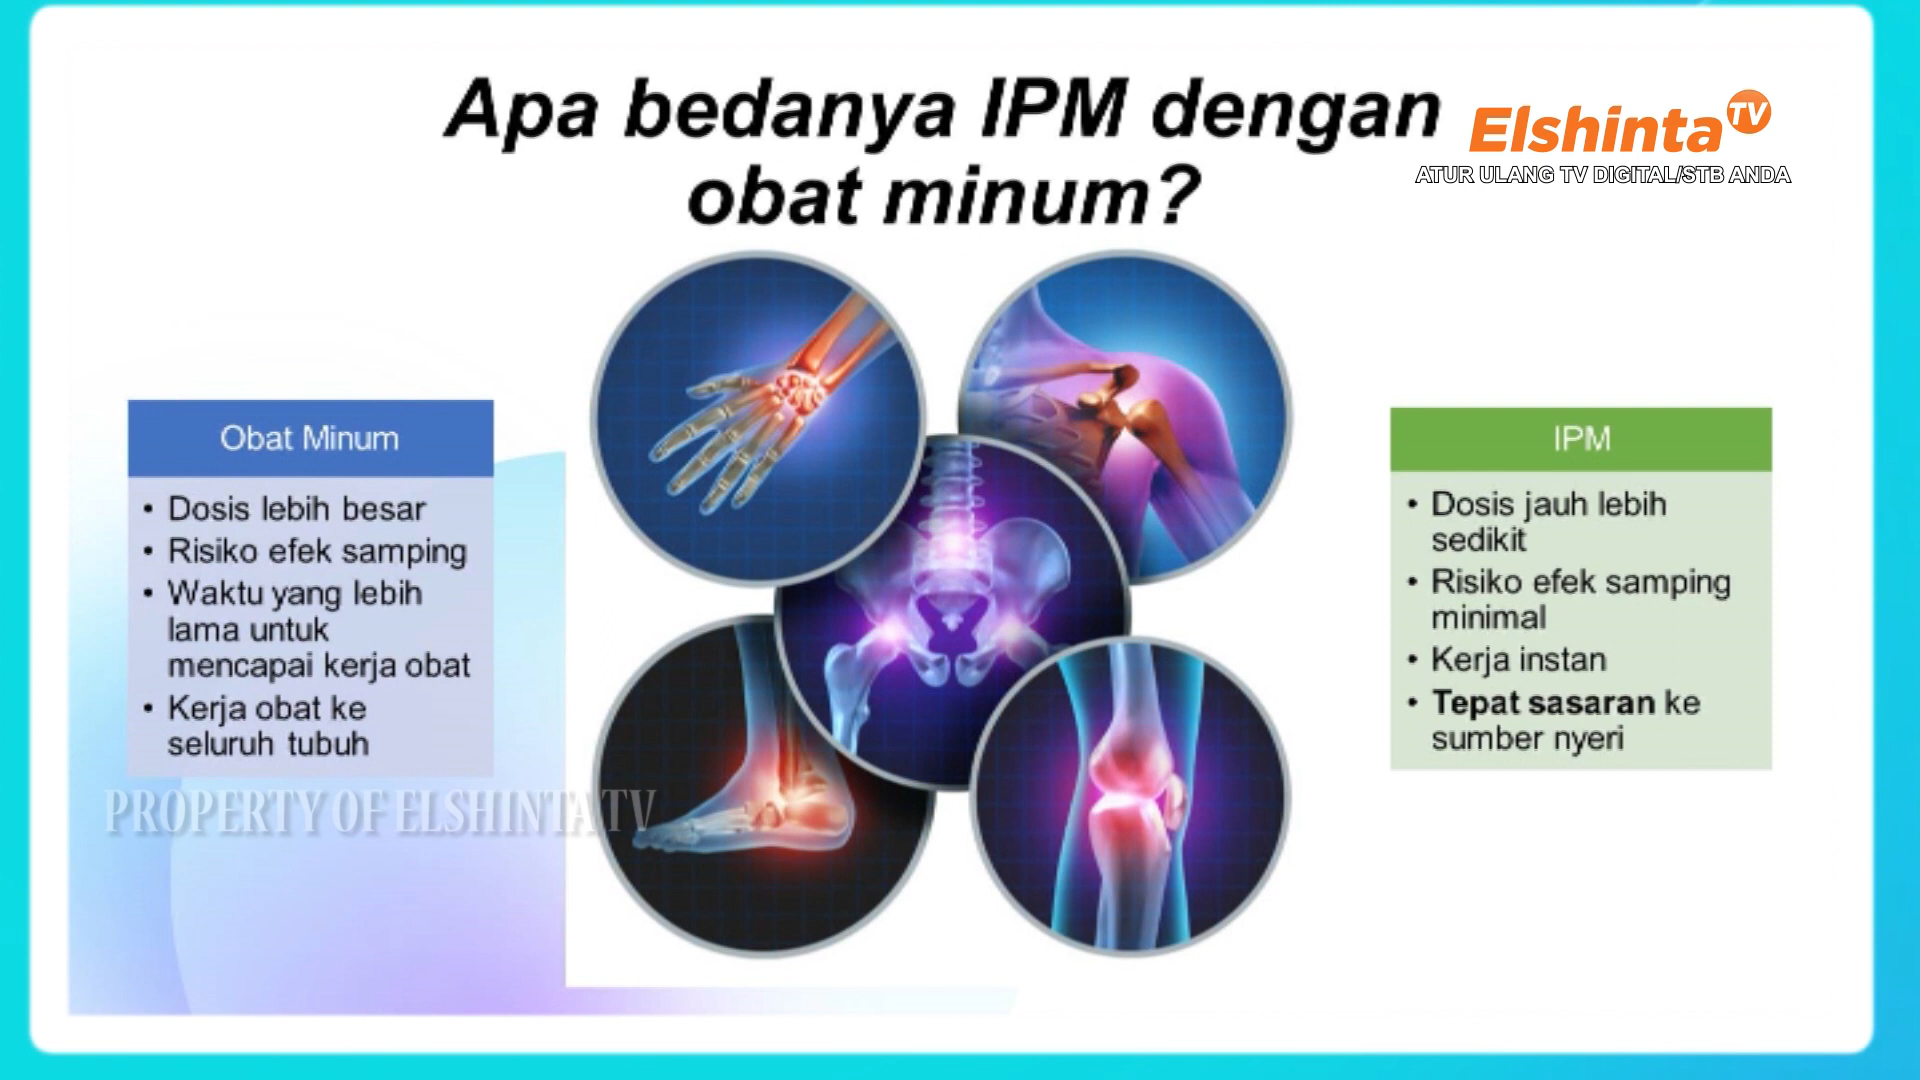 Apa bedanya IPM dengan
obat minum?
Elshinta TV
ATUR ULANG TV DIGITAL/STB ANDA
Obat Minum
• Dosis lebih besar
• Risiko efek samping
• Waktu yang lebih
lama untuk
mencapai kerja obat
• Kerja obat ke
seluruh tubuh
IPM
• Dosis jauh lebih
sedikit
• Risiko efek samping
minimal
• Kerja instan
• Tepat sasaran ke
sumber nyeri
PROPERTY OF ELSHINTA TV